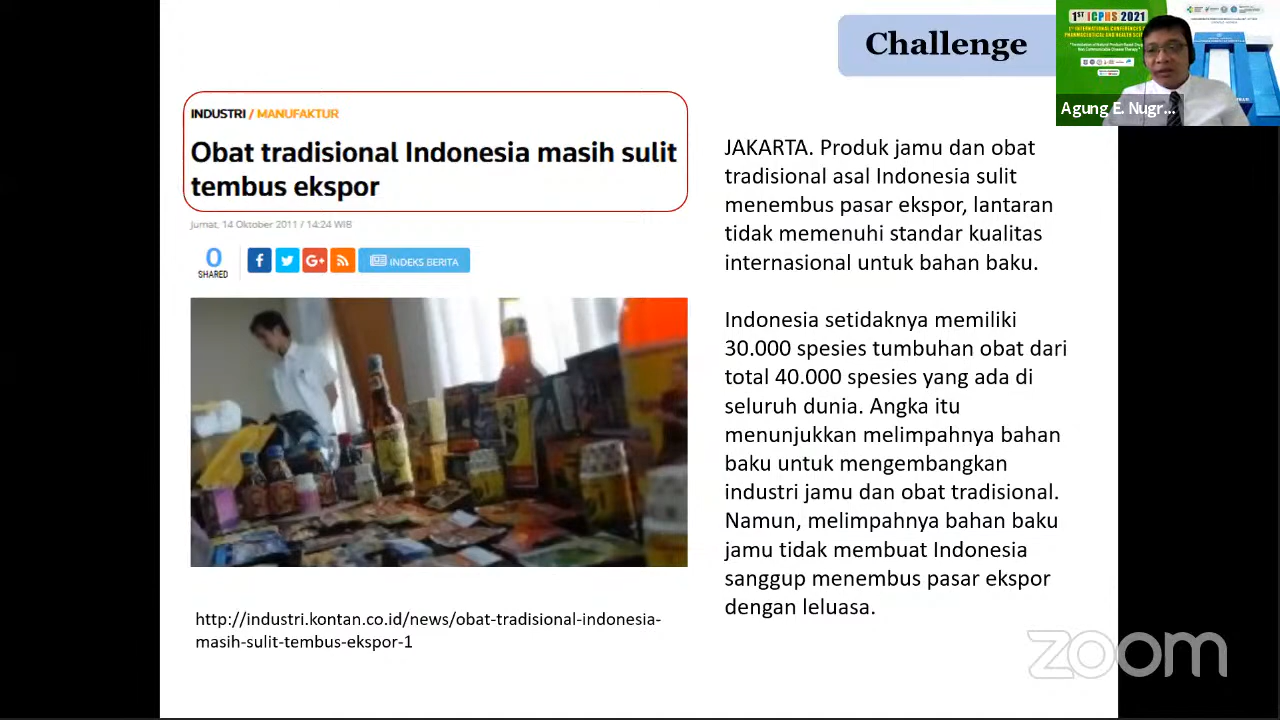 Challenge
1ST ICPHS 2021
Agung E. Nugr...
INDUSTRI / MANUFAKTUR
Obat tradisional Indonesia masih sulit
tembus ekspor
Jumat, 14 Oktober 2011 / 14:24 WIB
0
SHARED
INDEKS BERITA
JAKARTA. Produk jamu dan obat
tradisional asal Indonesia sulit
menembus pasar ekspor, lantaran
tidak memenuhi standar kualitas
internasional untuk bahan baku.
Indonesia setidaknya memiliki
30.000 spesies tumbuhan obat dari
total 40.000 spesies yang ada di
seluruh dunia. Angka itu
menunjukkan melimpahnya bahan
baku untuk mengembangkan
industri jamu dan obat tradisional.
Namun, melimpahnya bahan baku
jamu tidak membuat Indonesia
sanggup menembus pasar ekspor
dengan leluasa.
http://industri.kontan.co.id/news/obat-tradisional-indonesia-
masih-sulit-tembus-ekspor-1
zoom